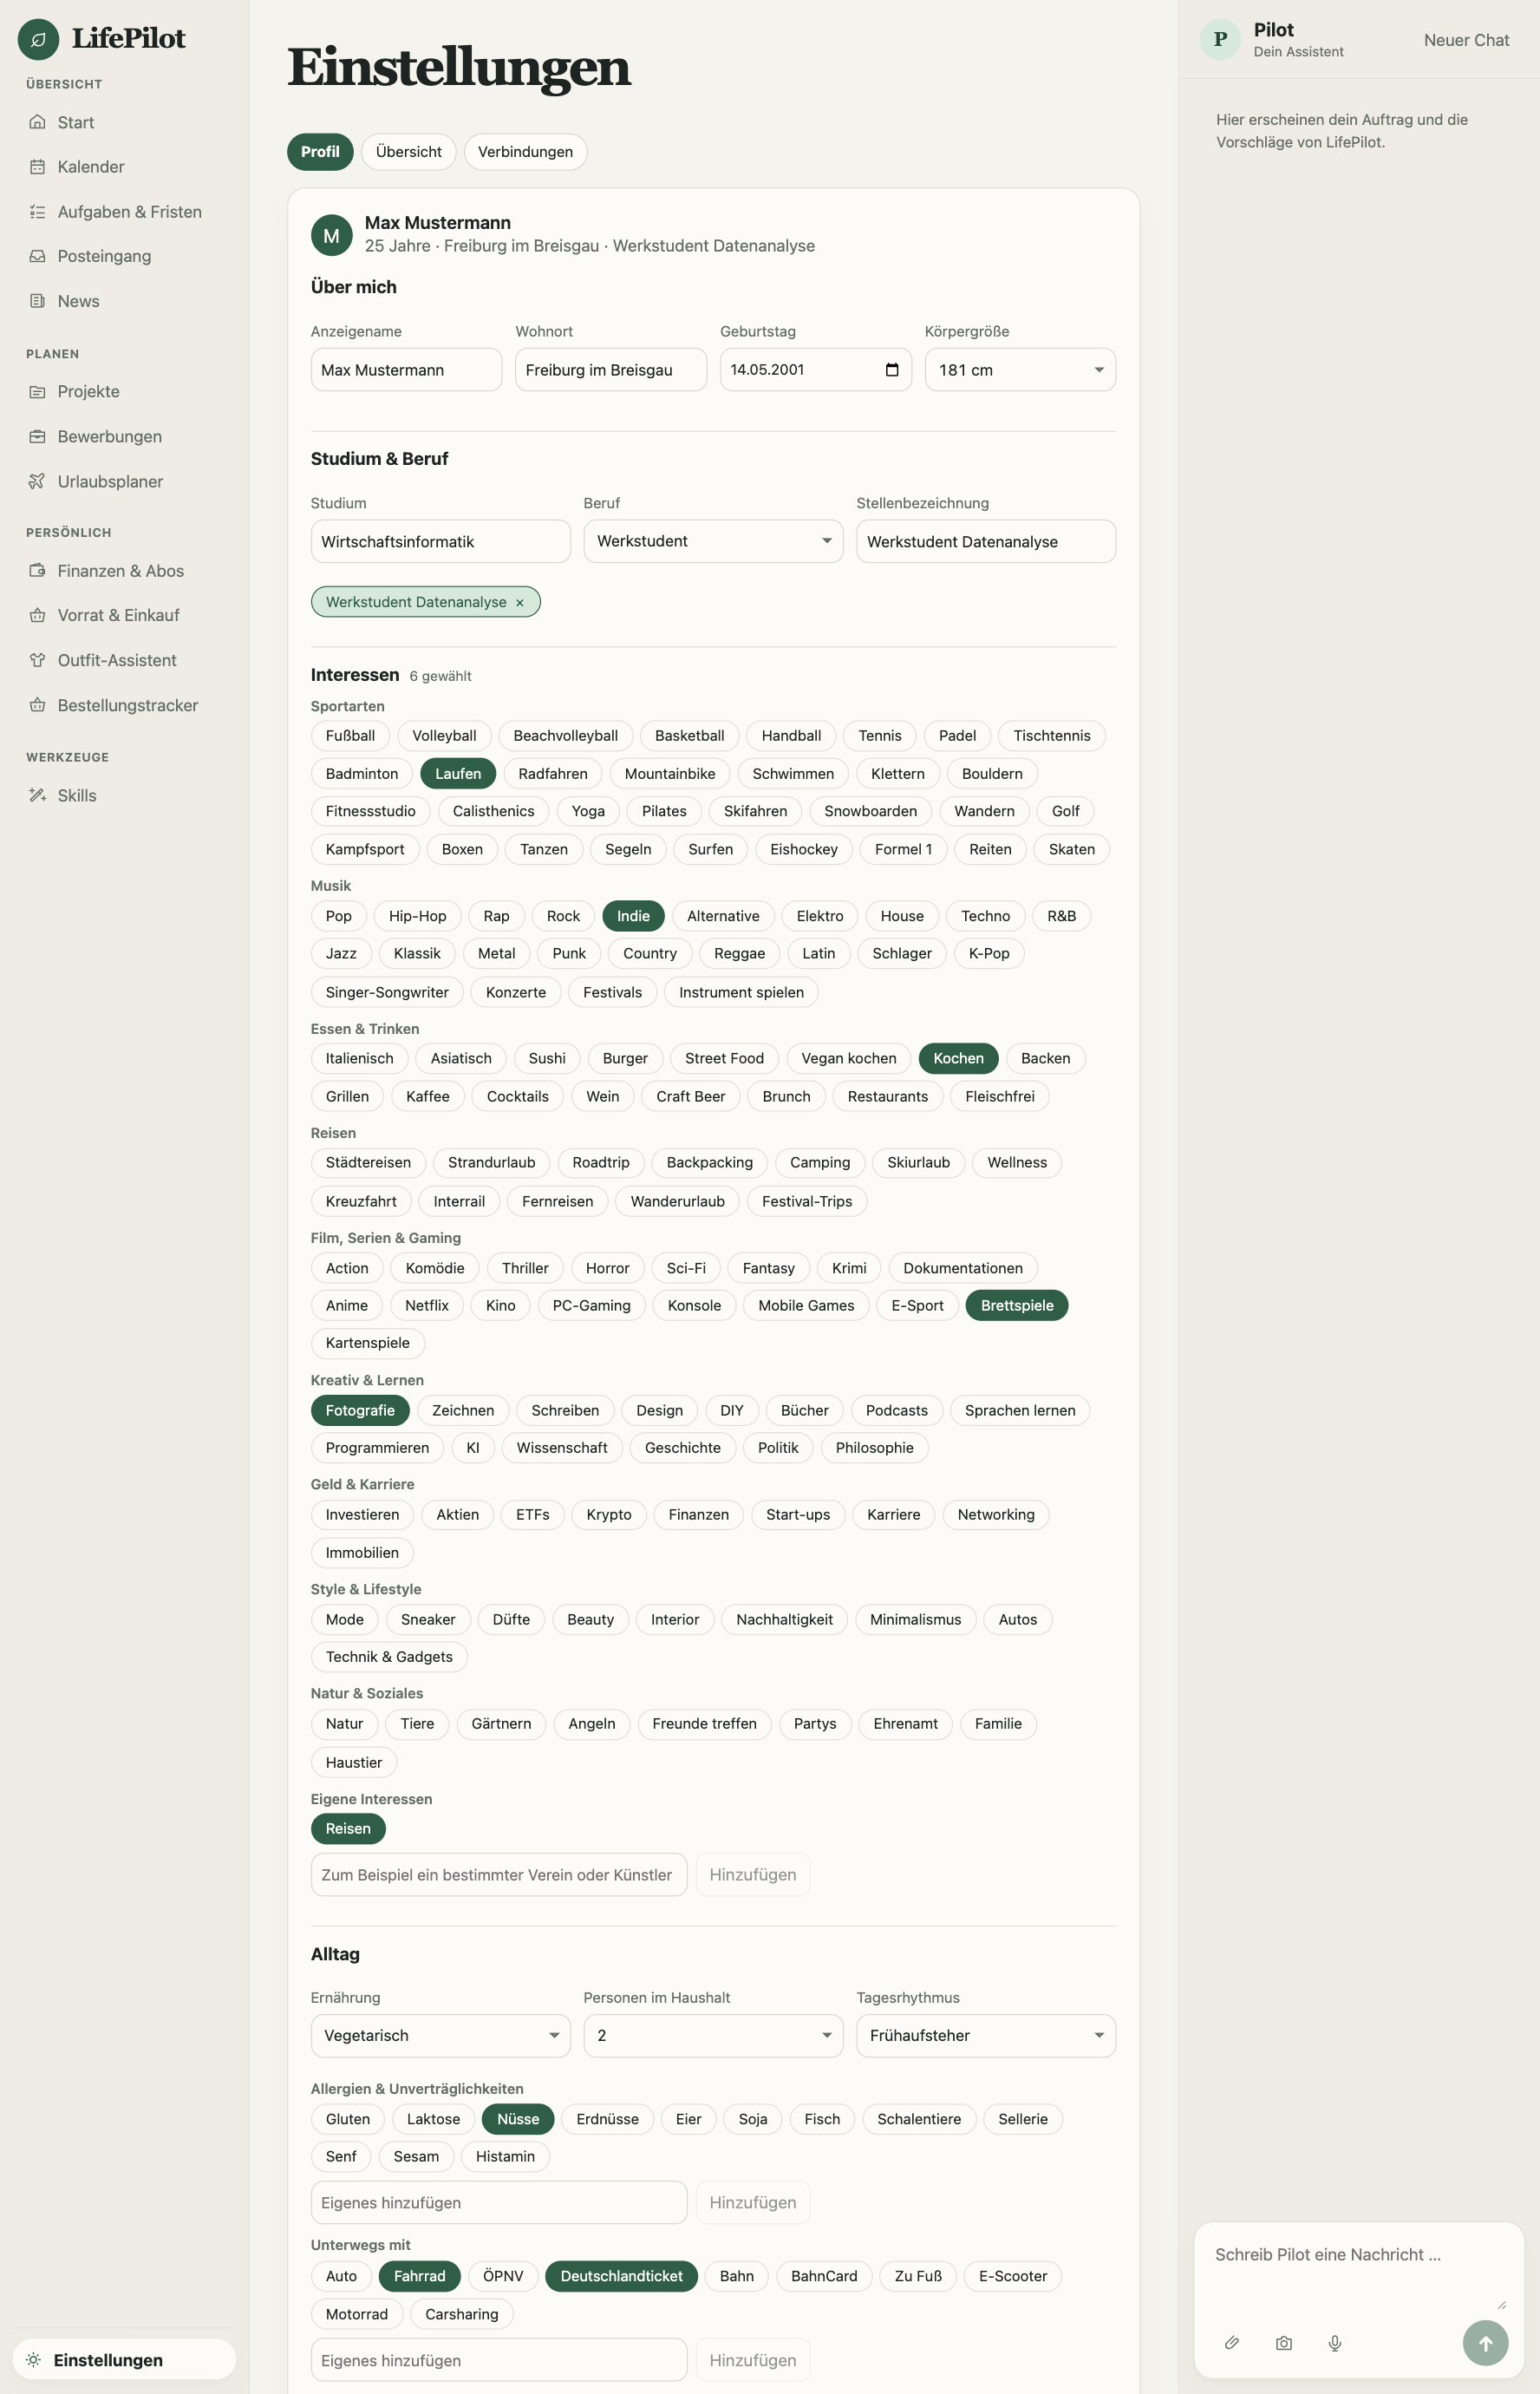 LifePilot
ÜBERSICHT
Start
Kalender
Aufgaben & Fristen
Posteingang
News
PLANEN
Projekte
Bewerbungen
Urlaubsplaner
PERSÖNLICH
Finanzen & Abos
Vorrat & Einkauf
Outfit-Assistent
Bestellungstracker
WERKZEUGE
Skills
Einstellungen
Einstellungen
Profil Übersicht Verbindungen
M
Max Mustermann
25 Jahre · Freiburg im Breisgau · Werkstudent Datenanalyse
Über mich
Anzeigename Wohnort Geburtstag Körpergröße
Max Mustermann Freiburg im Breisgau 14.05.2001 181 cm
Studium & Beruf
Studium Beruf Stellenbezeichnung
Wirtschaftsinformatik Werkstudent Werkstudent Datenanalyse
Werkstudent Datenanalyse ×
Interessen 6 gewählt
Sportarten
Fußball Volleyball Beachvolleyball Basketball Handball Tennis Padel Tischtennis
Badminton Laufen Radfahren Mountainbike Schwimmen Klettern Bouldern
Fitnessstudio Calisthenics Yoga Pilates Skifahren Snowboarden Wandern Golf
Kampfsport Boxen Tanzen Segeln Surfen Eishockey Formel 1 Reiten Skaten
Musik
Pop Hip-Hop Rap Rock Indie Alternative Elektro House Techno R&B
Jazz Klassik Metal Punk Country Reggae Latin Schlager K-Pop
Singer-Songwriter Konzerte Festivals Instrument spielen
Essen & Trinken
Italienisch Asiatisch Sushi Burger Street Food Vegan kochen Kochen Backen
Grillen Kaffee Cocktails Wein Craft Beer Brunch Restaurants Fleischfrei
Reisen
Städtereisen Strandurlaub Roadtrip Backpacking Camping Skiurlaub Wellness
Kreuzfahrt Interrail Fernreisen Wanderurlaub Festival-Trips
Film, Serien & Gaming
Action Komödie Thriller Horror Sci-Fi Fantasy Krimi Dokumentationen
Anime Netflix Kino PC-Gaming Konsole Mobile Games E-Sport Brettspiele
Kartenspiele
Kreativ & Lernen
Fotografie Zeichnen Schreiben Design DIY Bücher Podcasts Sprachen lernen
Programmieren KI Wissenschaft Geschichte Politik Philosophie
Geld & Karriere
Investieren Aktien ETFs Krypto Finanzen Start-ups Karriere Networking
Immobilien
Style & Lifestyle
Mode Sneaker Düfte Beauty Interior Nachhaltigkeit Minimalismus Autos
Technik & Gadgets
Natur & Soziales
Natur Tiere Gärtnern Angeln Freunde treffen Partys Ehrenamt Familie
Haustier
Eigene Interessen
Reisen
Zum Beispiel ein bestimmter Verein oder Künstler Hinzufügen
Alltag
Ernährung Personen im Haushalt Tagesrhythmus
Vegetarisch 2 Frühaufsteher
Allergien & Unverträglichkeiten
Gluten Laktose Nüsse Erdnüsse Eier Soja Fisch Schalentiere Sellerie
Senf Sesam Histamin
Eigenes hinzufügen Hinzufügen
Unterwegs mit
Auto Fahrrad ÖPNV Deutschlandticket Bahn BahnCard Zu Fuß E-Scooter
Motorrad Carsharing
Eigenes hinzufügen Hinzufügen
P
Pilot
Dein Assistent
Neuer Chat
Hier erscheinen dein Auftrag und die
Vorschläge von LifePilot.
Schreib Pilot eine Nachricht ...